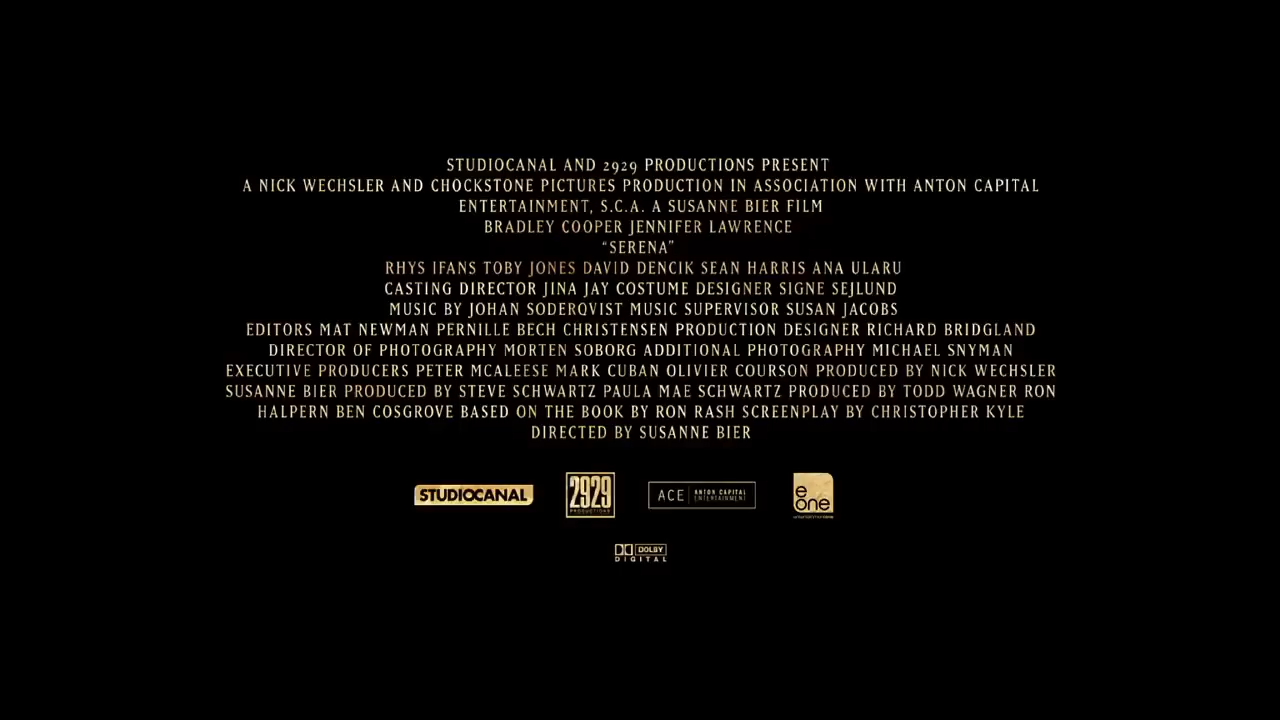 STUDIOCANAL AND 2929 PRODUCTIONS PRESENT
A NICK WECHSLER AND CHOCKSTONE PICTURES PRODUCTION IN ASSOCIATION WITH ANTON CAPITAL
ENTERTAINMENT, S.C.A. A SUSANNE BIER FILM
BRADLEY COOPER JENNIFER LAWRENCE
“SERENA”
RHYS IFANS TOBY JONES DAVID DENCIK SEAN HARRIS ANA ULARU
CASTING DIRECTOR JINA JAY COSTUME DESIGNER SIGNE SEJLUND
MUSIC BY JOHAN SODERQVIST MUSIC SUPERVISOR SUSAN JACOBS
EDITORS MAT NEWMAN PERNILLE BECH CHRISTENSEN PRODUCTION DESIGNER RICHARD BRIDGLAND
DIRECTOR OF PHOTOGRAPHY MORTEN SOBORG ADDITIONAL PHOTOGRAPHY MICHAEL SNYMAN
EXECUTIVE PRODUCERS PETER MCALEESE MARK CUBAN OLIVIER COURSON PRODUCED BY NICK WECHSLER
SUSANNE BIER PRODUCED BY STEVE SCHWARTZ PAULA MAE SCHWARTZ PRODUCED BY TODD WAGNER RON
HALPERN BEN COSGROVE BASED ON THE BOOK BY RON RASH SCREENPLAY BY CHRISTOPHER KYLE
DIRECTED BY SUSANNE BIER
STUDIOCANAL
2929
PRODUCTIONS
ACE
ANTON CAPITAL
ENTERTAINMENT
e
one
DOLBY
DIGITAL